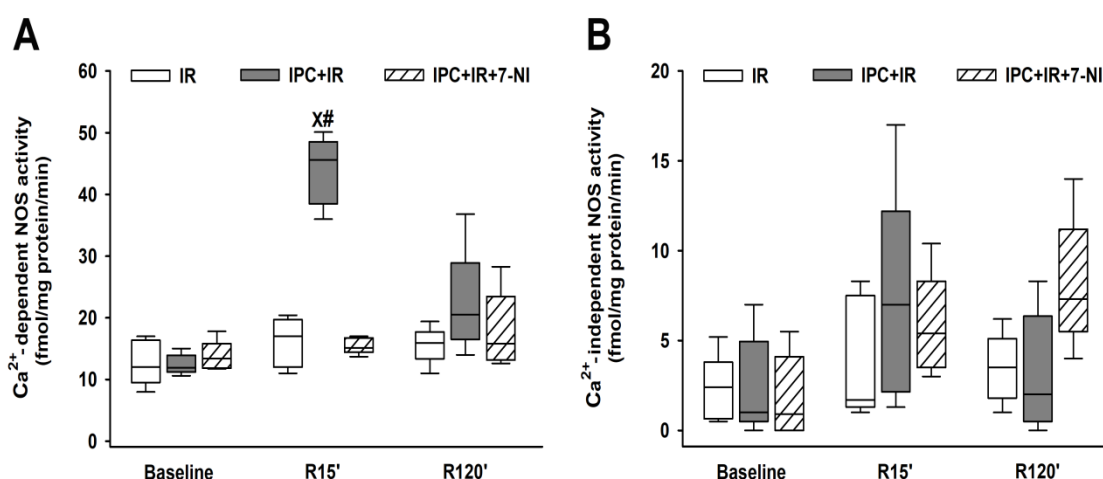 A
IR IPC+IR IPC+IR+7-NI
Ca2+-dependent NOS activity
(fmol/mg protein/min)
60
50
40
30
20
10
0
X#
Baseline R15' R120'
B
IR IPC+IR IPC+IR+7-NI
Ca2+-independent NOS activity
(fmol/mg protein/min)
20
15
10
5
0
Baseline R15' R120'